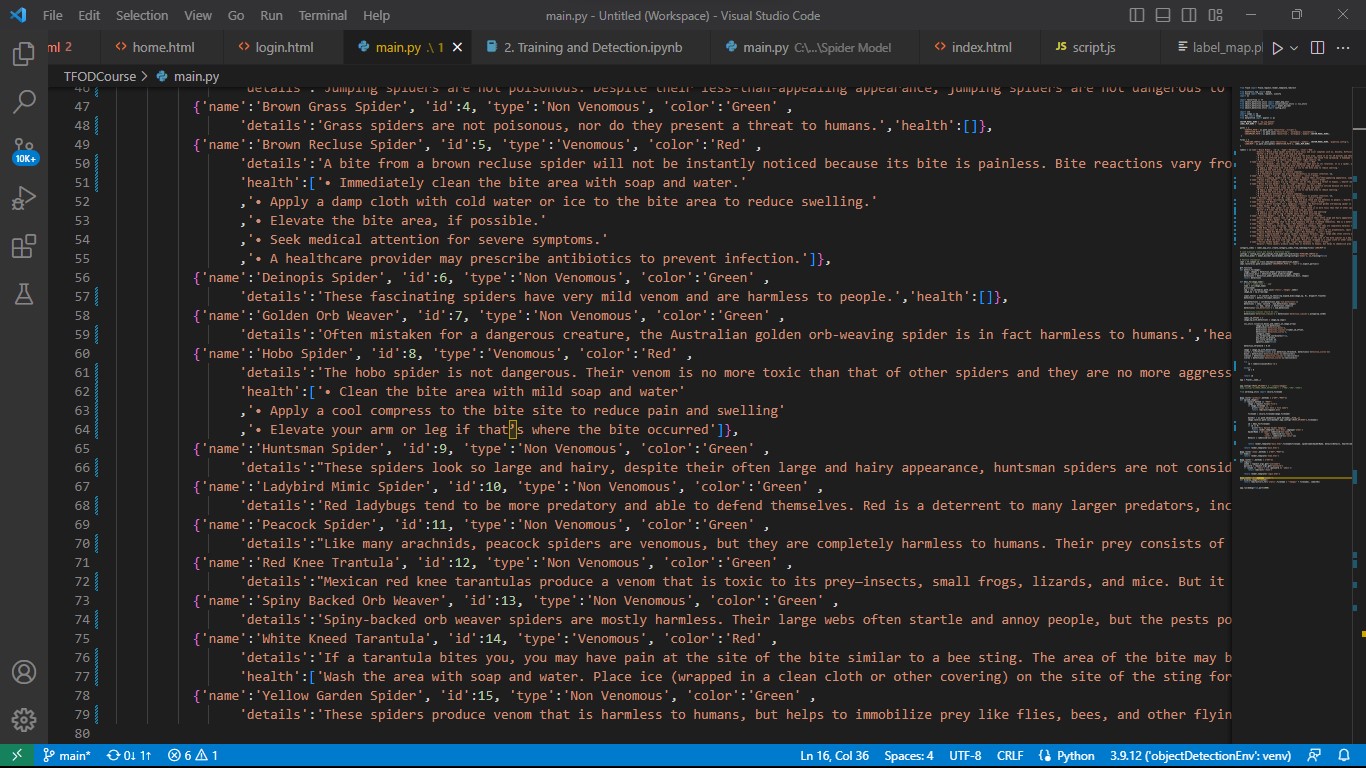 File Edit Selection View Go Run Terminal Help main.py - Untitled (Workspace) - Visual Studio Code
ml 2 home.html login.html main.py .\ 1 2. Training and Detection.ipynb main.py C:\...\Spider Model index.html JS script.js label_map.p
TFODCourse > main.py
46 'details':'Jumping spiders are not poisonous. Despite their less-than-appealing appearance, jumping spiders are not dangerous to
47 {'name':'Brown Grass Spider', 'id':4, 'type':'Non Venomous', 'color':'Green' ,
48 'details':'Grass spiders are not poisonous, nor do they present a threat to humans.','health':[]},
49 {'name':'Brown Recluse Spider', 'id':5, 'type':'Venomous', 'color':'Red' ,
50 'details':'A bite from a brown recluse spider will not be instantly noticed because its bite is painless. Bite reactions vary fro
51 'health':['• Immediately clean the bite area with soap and water.'
52 ,'• Apply a damp cloth with cold water or ice to the bite area to reduce swelling.'
53 ,'• Elevate the bite area, if possible.'
54 ,'• Seek medical attention for severe symptoms.'
55 ,'• A healthcare provider may prescribe antibiotics to prevent infection.']},
56 {'name':'Deinopis Spider', 'id':6, 'type':'Non Venomous', 'color':'Green' ,
57 'details':'These fascinating spiders have very mild venom and are harmless to people.','health':[]},
58 {'name':'Golden Orb Weaver', 'id':7, 'type':'Non Venomous', 'color':'Green' ,
59 'details':'Often mistaken for a dangerous creature, the Australian golden orb-weaving spider is in fact harmless to humans.','hea
60 {'name':'Hobo Spider', 'id':8, 'type':'Venomous', 'color':'Red' ,
61 'details':'The hobo spider is not dangerous. Their venom is no more toxic than that of other spiders and they are no more aggress
62 'health':['• Clean the bite area with mild soap and water'
63 ,'• Apply a cool compress to the bite site to reduce pain and swelling'
64 ,'• Elevate your arm or leg if that’s where the bite occurred']},
65 {'name':'Huntsman Spider', 'id':9, 'type':'Non Venomous', 'color':'Green' ,
66 'details':"These spiders look so large and hairy, despite their often large and hairy appearance, huntsman spiders are not consid
67 {'name':'Ladybird Mimic Spider', 'id':10, 'type':'Non Venomous', 'color':'Green' ,
68 'details':'Red ladybugs tend to be more predatory and able to defend themselves. Red is a deterrent to many larger predators, inc
69 {'name':'Peacock Spider', 'id':11, 'type':'Non Venomous', 'color':'Green' ,
70 'details':"Like many arachnids, peacock spiders are venomous, but they are completely harmless to humans. Their prey consists of
71 {'name':'Red Knee Trantula', 'id':12, 'type':'Non Venomous', 'color':'Green' ,
72 'details':"Mexican red knee tarantulas produce a venom that is toxic to its prey—insects, small frogs, lizards, and mice. But it
73 {'name':'Spiny Backed Orb Weaver', 'id':13, 'type':'Non Venomous', 'color':'Green' ,
74 'details':'Spiny-backed orb weaver spiders are mostly harmless. Their large webs often startle and annoy people, but the pests po
75 {'name':'White Kneed Tarantula', 'id':14, 'type':'Venomous', 'color':'Red' ,
76 'details':'If a tarantula bites you, you may have pain at the site of the bite similar to a bee sting. The area of the bite may b
77 'health':['Wash the area with soap and water. Place ice (wrapped in a clean cloth or other covering) on the site of the sting for
78 {'name':'Yellow Garden Spider', 'id':15, 'type':'Non Venomous', 'color':'Green' ,
79 'details':'These spiders produce venom that is harmless to humans, but helps to immobilize prey like flies, bees, and other flyin
80
10K+
main* 0↓ 1↑ 6 1 Ln 16, Col 36 Spaces: 4 UTF-8 CRLF Python 3.9.12 ('objectDetectionEnv': venv)